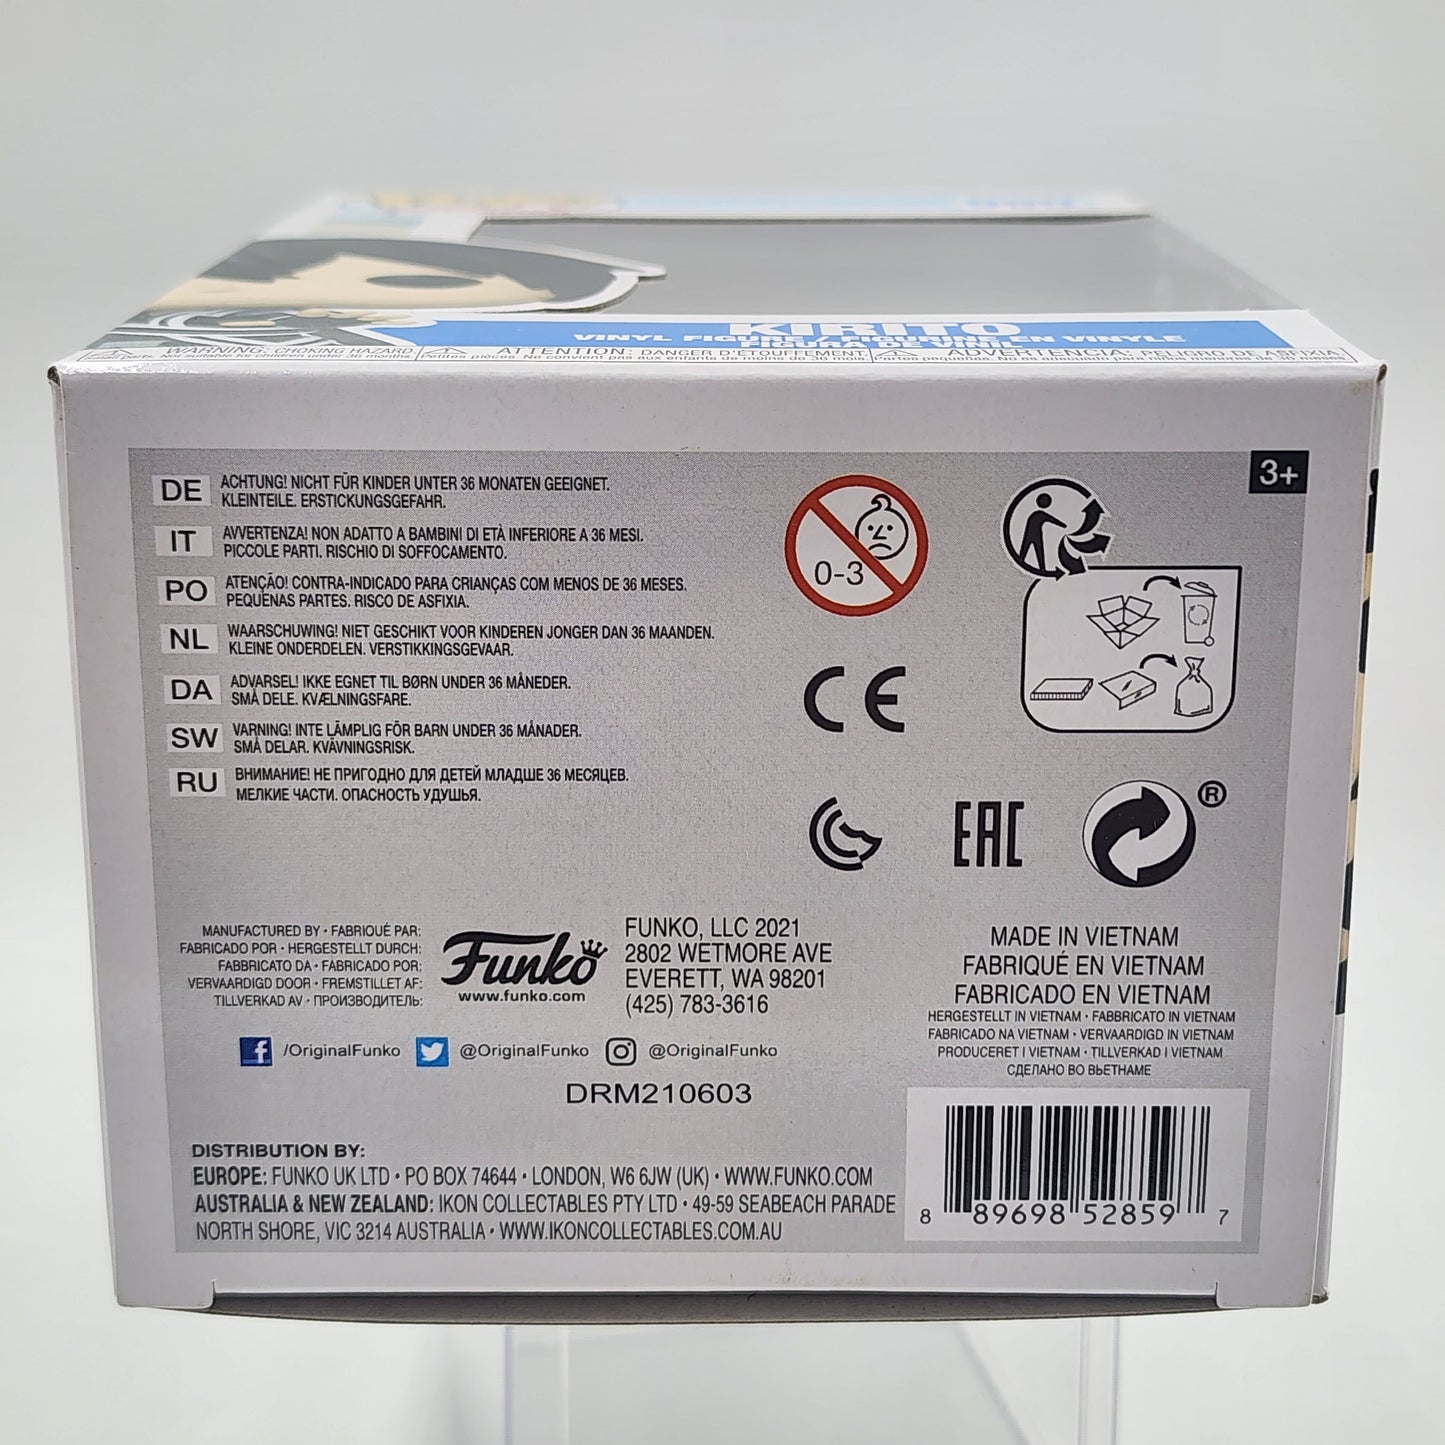 KIRITO
VINYL FIGURE / FIGURINE EN VINYLE
FIGURA DE VINIL
WARNING: CHOKING HAZARD
ATTENTION: DANGER D'ÉTOUFFEMENT.
ADVERTENCIA: PELIGRO DE ASFIXIA
3+
DE ACHTUNG! NICHT FÜR KINDER UNTER 36 MONATEN GEEIGNET.
KLEINTEILE. ERSTICKUNGSGEFAHR.
IT AVVERTENZA! NON ADATTO A BAMBINI DI ETÀ INFERIORE A 36 MESI.
PICCOLE PARTI. RISCHIO DI SOFFOCAMENTO.
PO ATENÇÃO! CONTRA-INDICADO PARA CRIANÇAS COM MENOS DE 36 MESES.
PEQUENAS PARTES. RISCO DE ASFIXIA.
NL WAARSCHUWING! NIET GESCHIKT VOOR KINDEREN JONGER DAN 36 MAANDEN.
KLEINE ONDERDELEN. VERSTIKKINGSGEVAAR.
DA ADVARSEL! IKKE EGNET TIL BØRN UNDER 36 MÅNEDER.
SMÅ DELE. KVÆLNINGSFARE.
SW VARNING! INTE LÄMPLIG FÖR BARN UNDER 36 MÅNADER.
SMÅ DELAR. KVÄVNINGSRISK.
RU ВНИМАНИЕ! НЕ ПРИГОДНО ДЛЯ ДЕТЕЙ МЛАДШЕ 36 МЕСЯЦЕВ.
МЕЛКИЕ ЧАСТИ. ОПАСНОСТЬ УДУШЬЯ.
0-3
CE
EAC
®
MANUFACTURED BY • FABRIQUÉ PAR:
FABRICADO POR • HERGESTELLT DURCH:
FABBRICATO DA • FABRICADO POR:
VERVAARDIGD DOOR • FREMSTILLET AF:
TILLVERKAD AV • ПРОИЗВОДИТЕЛЬ:
Funko
www.funko.com
FUNKO, LLC 2021
2802 WETMORE AVE
EVERETT, WA 98201
(425) 783-3616
MADE IN VIETNAM
FABRIQUÉ EN VIETNAM
FABRICADO EN VIETNAM
HERGESTELLT IN VIETNAM • FABBRICATO IN VIETNAM
FABRICADO NA VIETNAM • VERVAARDIGD IN VIETNAM
PRODUCERET I VIETNAM • TILLVERKAD I VIETNAM
СДЕЛАНО ВО ВЬЕТНАМЕ
/OriginalFunko @OriginalFunko @OriginalFunko
DRM210603
DISTRIBUTION BY:
EUROPE: FUNKO UK LTD • PO BOX 74644 • LONDON, W6 6JW (UK) • WWW.FUNKO.COM
AUSTRALIA & NEW ZEALAND: IKON COLLECTABLES PTY LTD • 49-59 SEABEACH PARADE
NORTH SHORE, VIC 3214 AUSTRALIA • WWW.IKONCOLLECTABLES.COM.AU
8 89698 52859 7